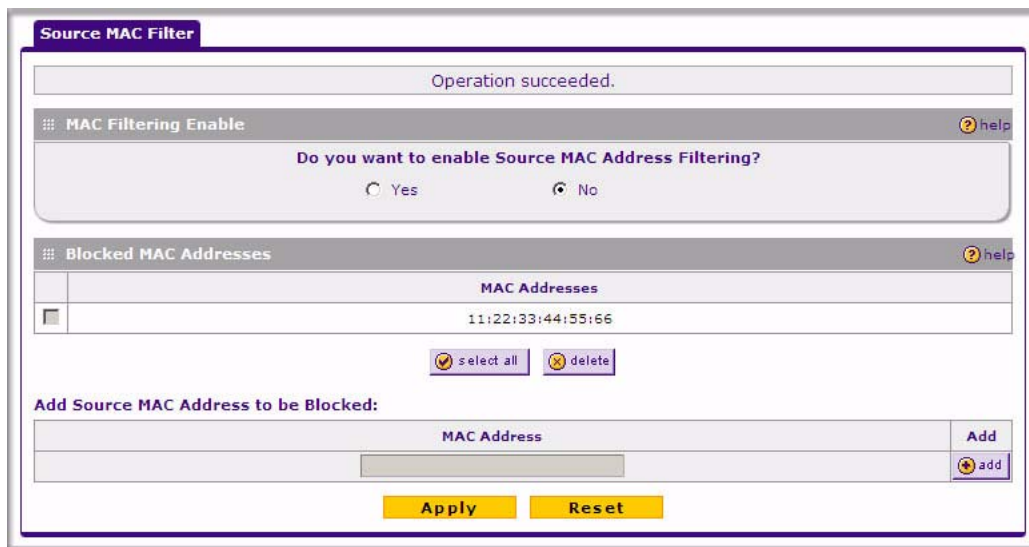 Source MAC Filter
Operation succeeded.
MAC Filtering Enable
help
Do you want to enable Source MAC Address Filtering?
Yes No
Blocked MAC Addresses
help
MAC Addresses
11:22:33:44:55:66
select all delete
Add Source MAC Address to be Blocked:
MAC Address Add
add
Apply Reset